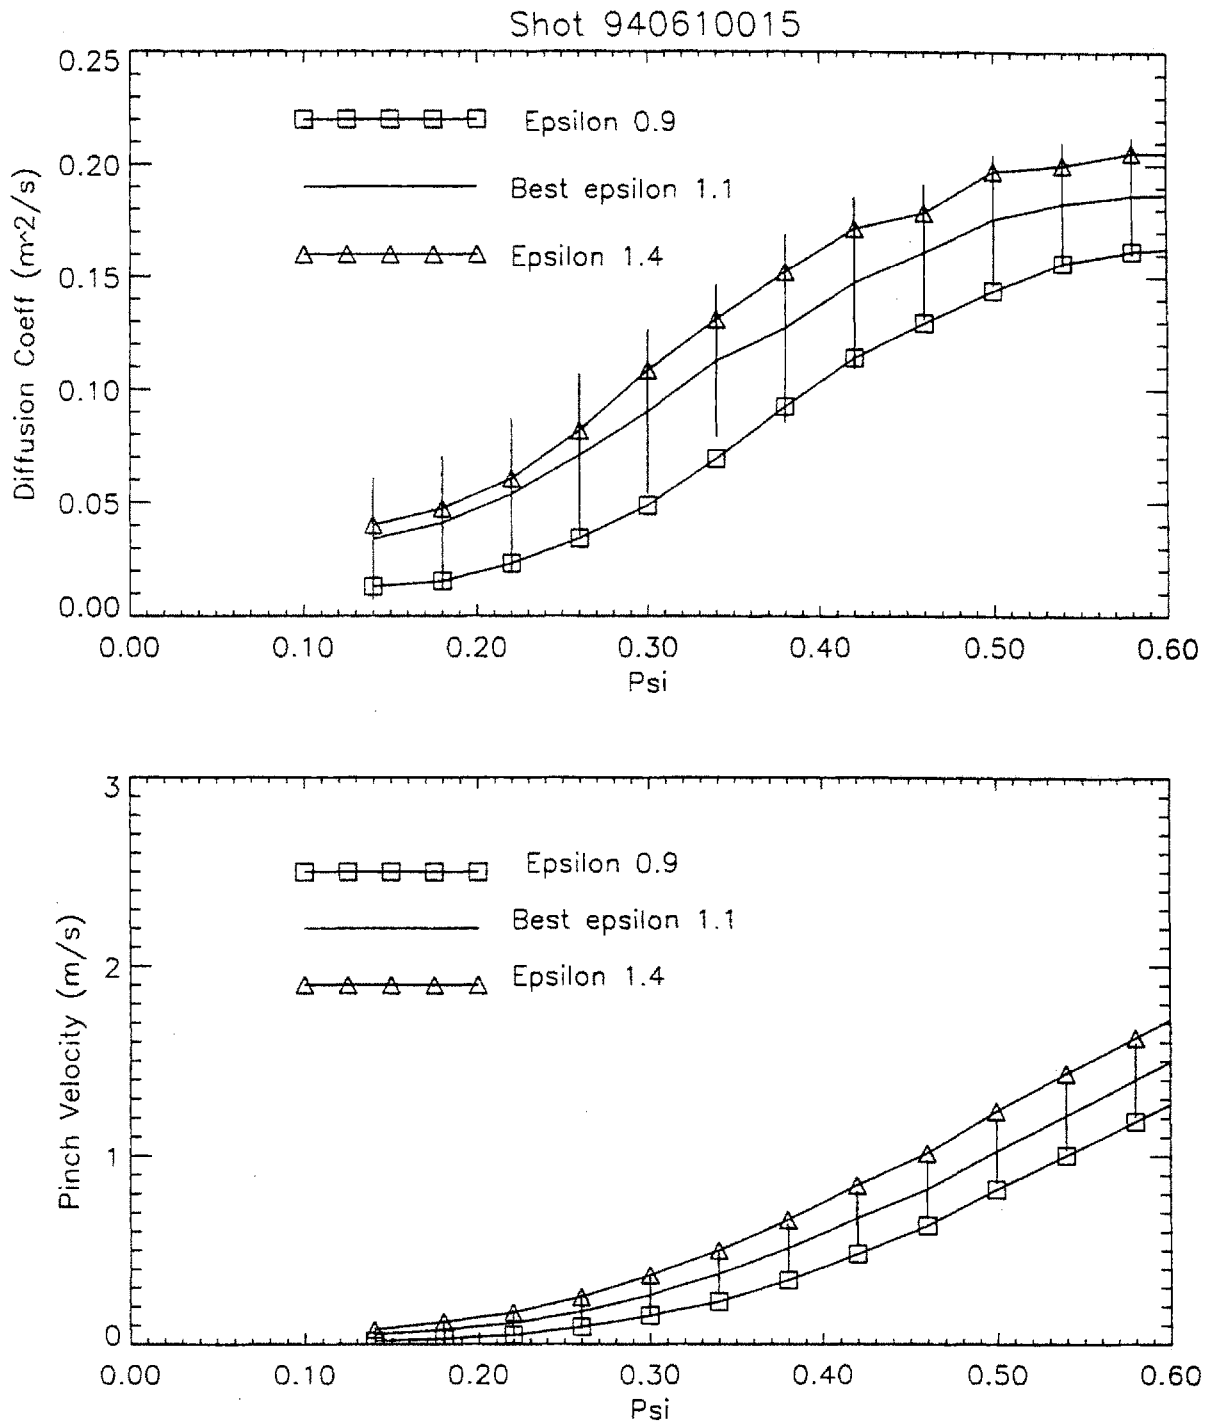 Shot 940610015
0.25
0.20
0.15
0.10
0.05
0.00
Diffusion Coeff (m^2/s)
Epsilon 0.9
Best epsilon 1.1
Epsilon 1.4
0.00 0.10 0.20 0.30 0.40 0.50 0.60
Psi
3
2
1
0
Pinch Velocity (m/s)
Epsilon 0.9
Best epsilon 1.1
Epsilon 1.4
0.00 0.10 0.20 0.30 0.40 0.50 0.60
Psi